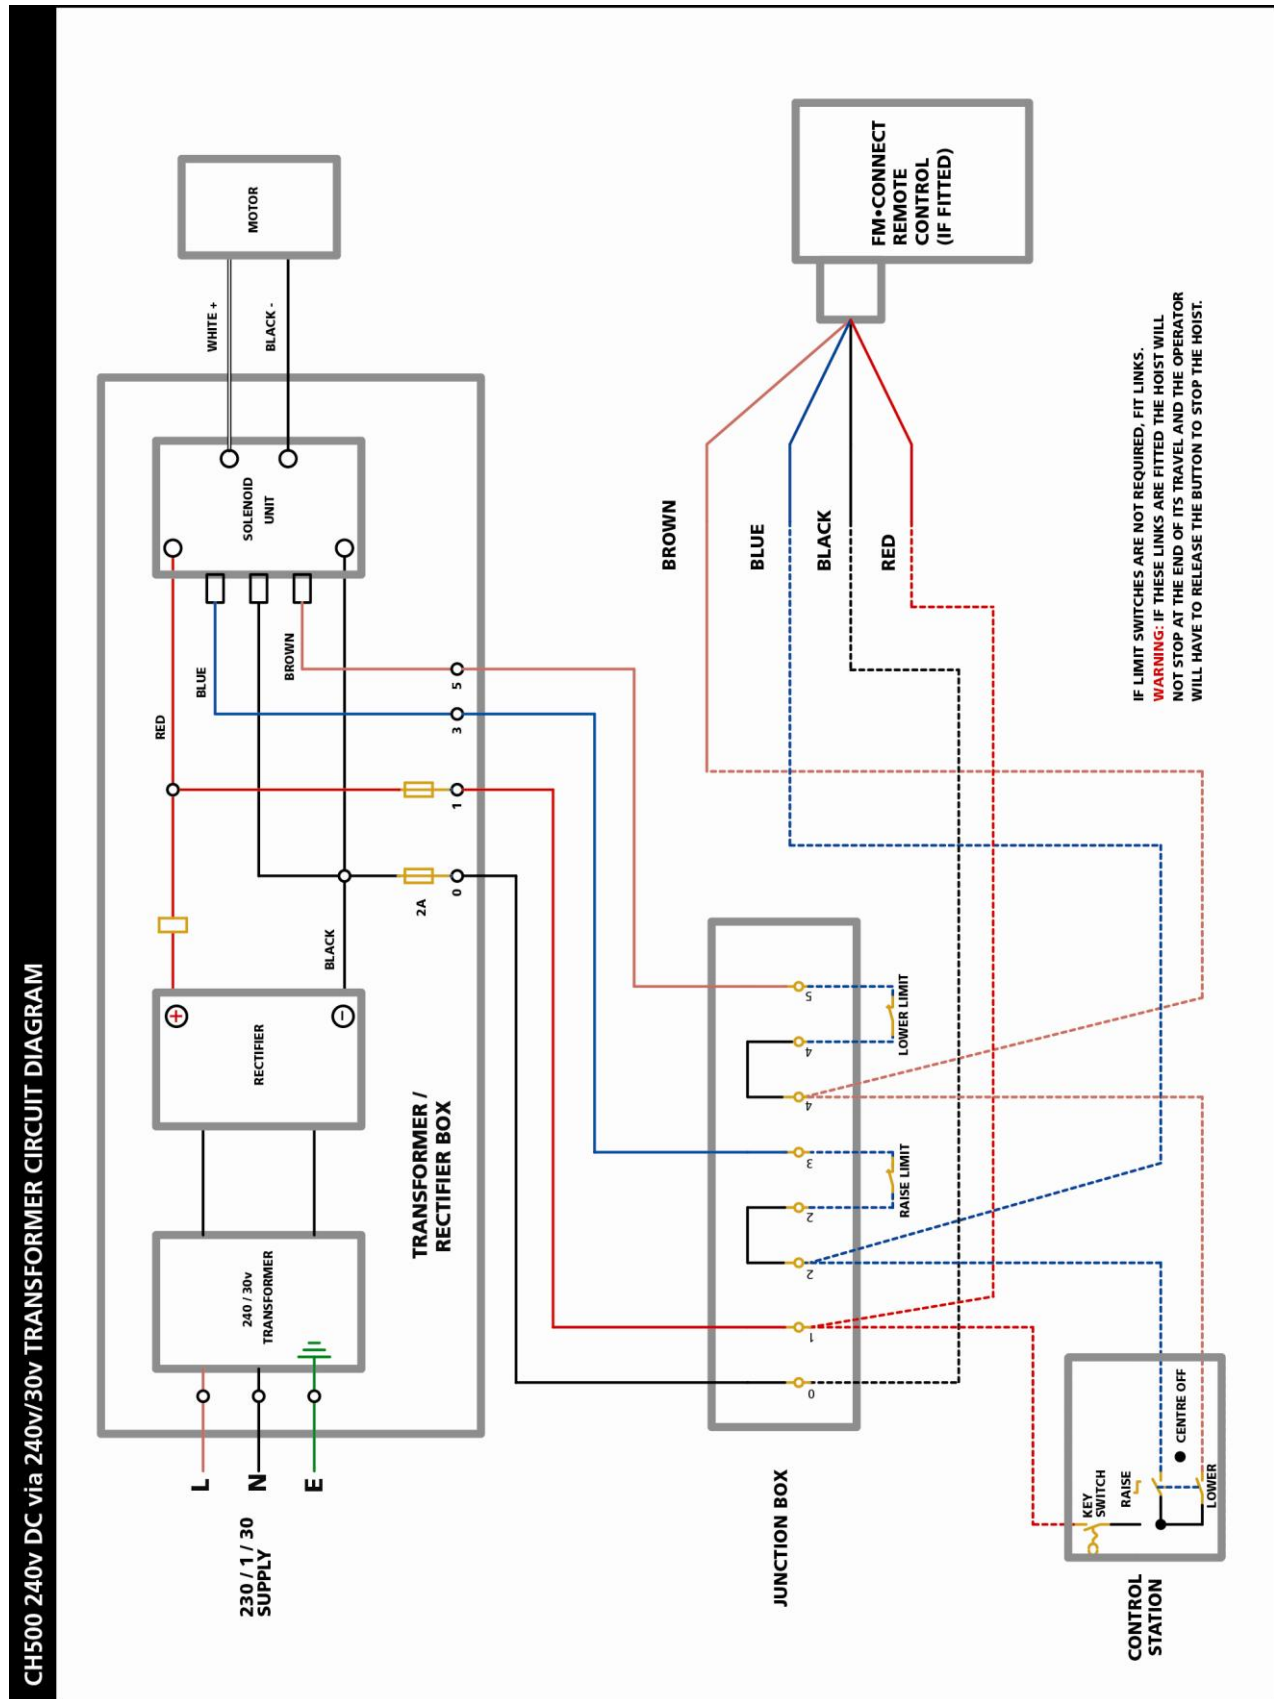 CH500 240v DC via 240v/30v TRANSFORMER CIRCUIT DIAGRAM
230 / 1 / 30
SUPPLY
L
N
E
240 / 30v
TRANSFORMER
RECTIFIER
+
−
TRANSFORMER /
RECTIFIER BOX
RED
BLACK
BLUE
BROWN
2A
0
1
3
5
SOLENOID
UNIT
WHITE +
BLACK -
MOTOR
JUNCTION BOX
0
1
2
2
3
4
4
5
RAISE LIMIT
LOWER LIMIT
BROWN
BLUE
BLACK
RED
FM•CONNECT
REMOTE
CONTROL
(IF FITTED)
CONTROL
STATION
KEY
SWITCH
RAISE
LOWER
CENTRE OFF
IF LIMIT SWITCHES ARE NOT REQUIRED, FIT LINKS.
WARNING: IF THESE LINKS ARE FITTED THE HOIST WILL
NOT STOP AT THE END OF ITS TRAVEL AND THE OPERATOR
WILL HAVE TO RELEASE THE BUTTON TO STOP THE HOIST.